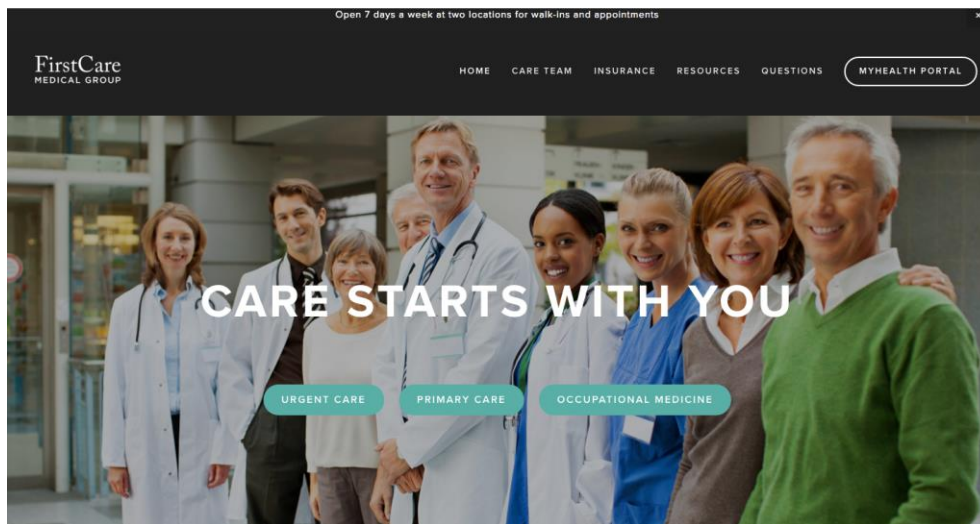 Open 7 days a week at two locations for walk-ins and appointments
FirstCare
MEDICAL GROUP
HOME CARE TEAM INSURANCE RESOURCES QUESTIONS MYHEALTH PORTAL
CARE STARTS WITH YOU
URGENT CARE PRIMARY CARE OCCUPATIONAL MEDICINE